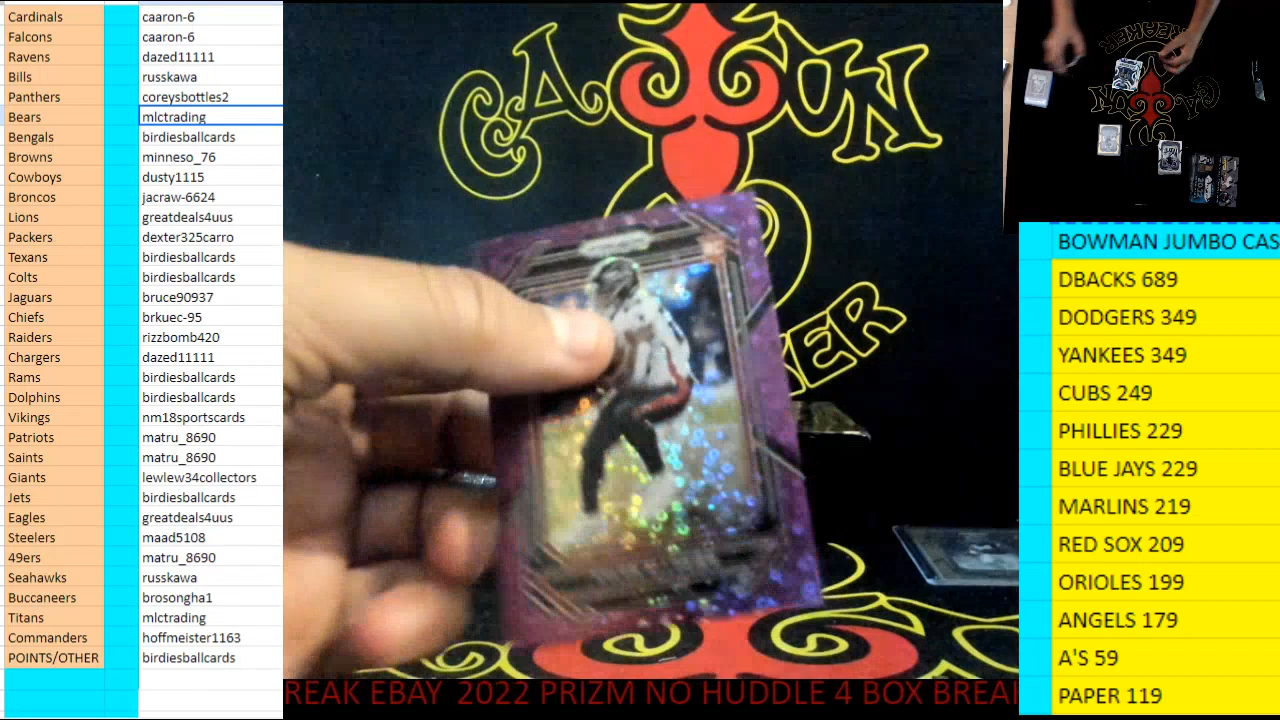 Cardinals caaron-6
Falcons caaron-6
Ravens dazed11111
Bills russkawa
Panthers coreysbottles2
Bears mlctrading
Bengals birdiesballcards
Browns minneso_76
Cowboys dusty1115
Broncos jacraw-6624
Lions greatdeals4uus
Packers dexter325carro
Texans birdiesballcards
Colts birdiesballcards
Jaguars bruce90937
Chiefs brkuec-95
Raiders rizzbomb420
Chargers dazed11111
Rams birdiesballcards
Dolphins birdiesballcards
Vikings nm18sportscards
Patriots matru_8690
Saints matru_8690
Giants lewlew34collectors
Jets birdiesballcards
Eagles greatdeals4uus
Steelers maad5108
49ers matru_8690
Seahawks russkawa
Buccaneers brosongha1
Titans mlctrading
Commanders hoffmeister1163
POINTS/OTHER birdiesballcards
CAJUN
AKER
REAK EBAY 2022 PRIZM NO HUDDLE 4 BOX BREAI
BOWMAN JUMBO CAS
DBACKS 689
DODGERS 349
YANKEES 349
CUBS 249
PHILLIES 229
BLUE JAYS 229
MARLINS 219
RED SOX 209
ORIOLES 199
ANGELS 179
A'S 59
PAPER 119